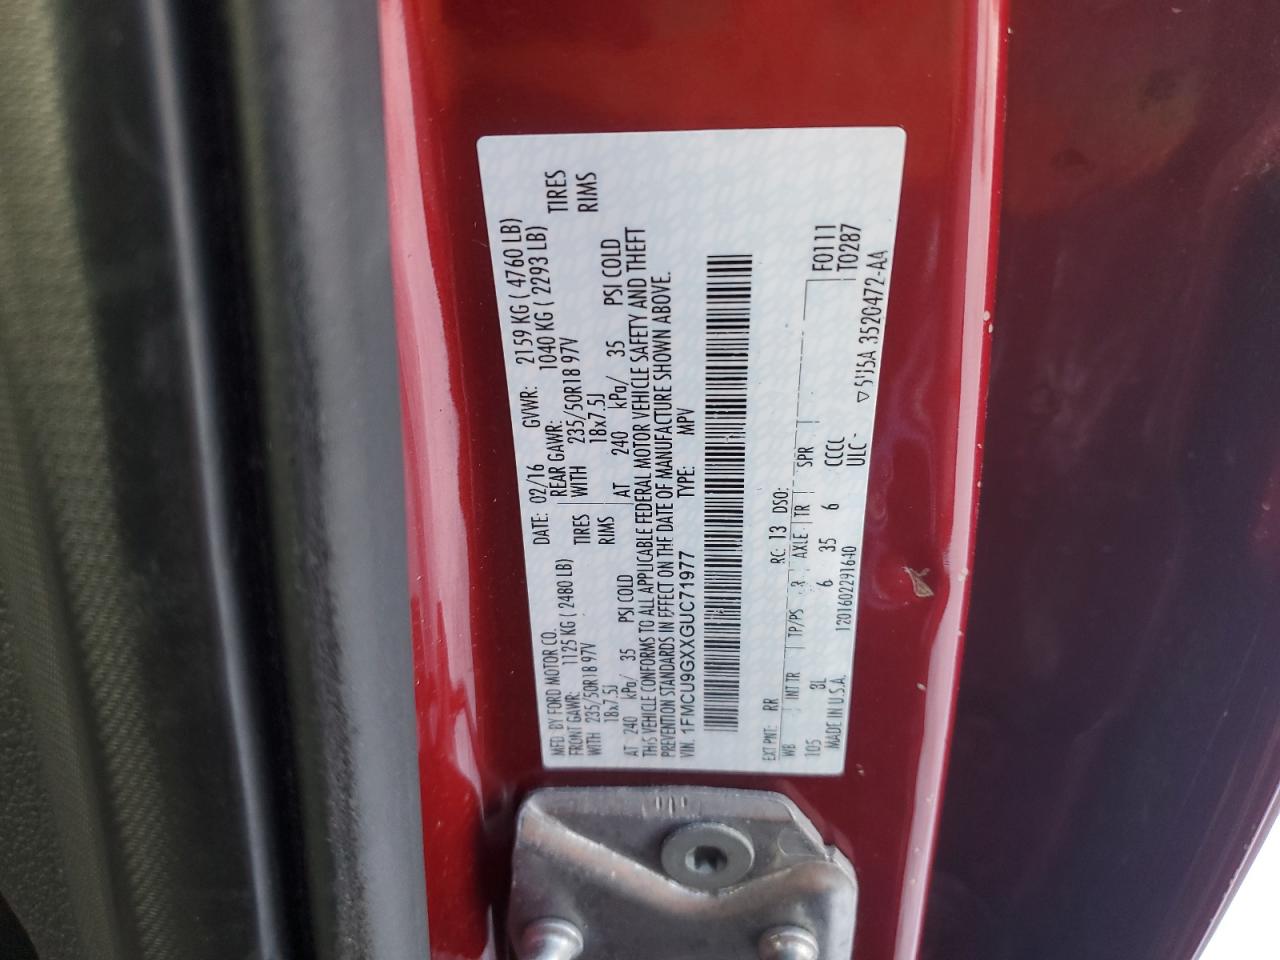 MFD. BY FORD MOTOR CO. DATE: 02/16 GVWR: 2159 KG ( 4760 LB)
FRONT GAWR: 1125 KG ( 2480 LB) REAR GAWR: 1040 KG ( 2293 LB)
WITH 235/50R18 97V TIRES WITH 235/50R18 97V TIRES
18x7.5J RIMS 18x7.5J RIMS
AT 240 kPa/ 35 PSI COLD AT 240 kPa/ 35 PSI COLD
THIS VEHICLE CONFORMS TO ALL APPLICABLE FEDERAL MOTOR VEHICLE SAFETY AND THEFT
PREVENTION STANDARDS IN EFFECT ON THE DATE OF MANUFACTURE SHOWN ABOVE.
VIN: 1FMCU9GXXGUC71977 TYPE: MPV
EXT PNT: RR RC: 13 DSO:
WB INT TR TP/PS R AXLE TR SPR F0111
105 8L 6 35 6 CCCL T0287
MADE IN U.S.A. 1201602291640 ULC - 5U5A 3520472-AA